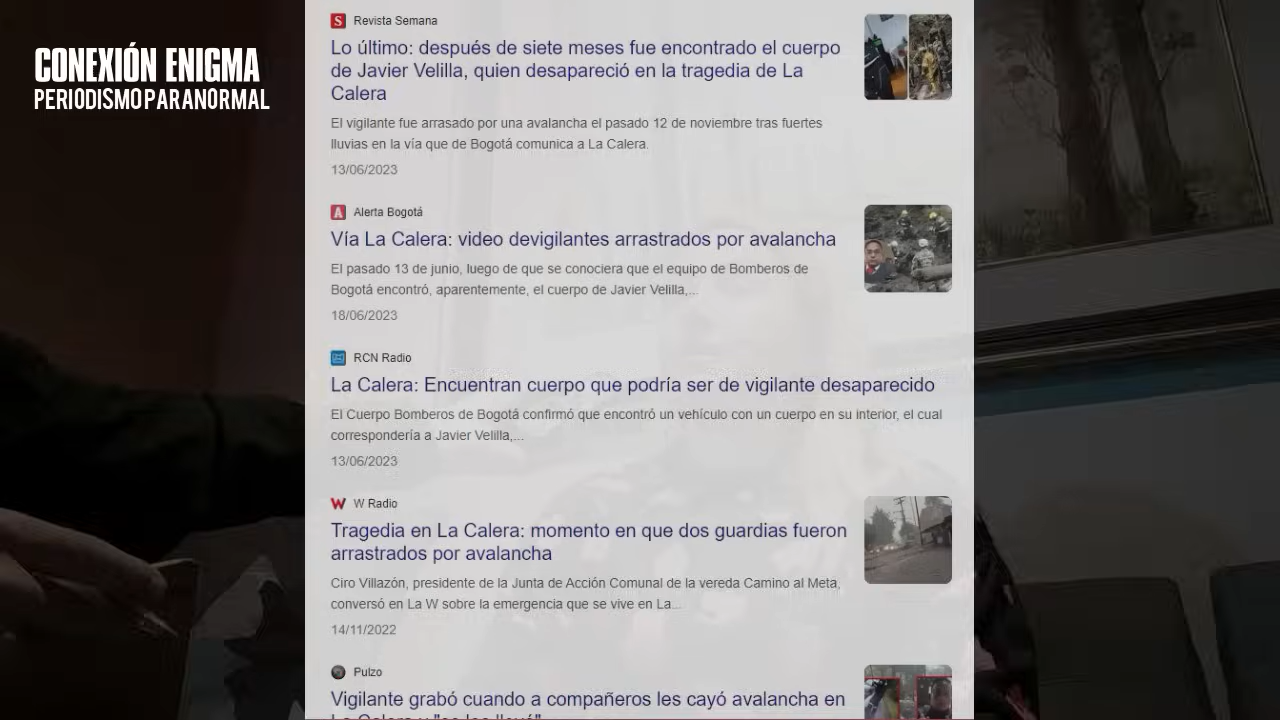 CONEXIÓN ENIGMA
PERIODISMO PARANORMAL
Revista Semana
Lo último: después de siete meses fue encontrado el cuerpo
de Javier Velilla, quien desapareció en la tragedia de La
Calera
El vigilante fue arrasado por una avalancha el pasado 12 de noviembre tras fuertes
lluvias en la vía que de Bogotá comunica a La Calera.
13/06/2023
Alerta Bogotá
Vía La Calera: video devigilantes arrastrados por avalancha
El pasado 13 de junio, luego de que se conociera que el equipo de Bomberos de
Bogotá encontró, aparentemente, el cuerpo de Javier Velilla,...
18/06/2023
RCN Radio
La Calera: Encuentran cuerpo que podría ser de vigilante desaparecido
El Cuerpo Bomberos de Bogotá confirmó que encontró un vehículo con un cuerpo en su interior, el cual
correspondería a Javier Velilla,...
13/06/2023
W Radio
Tragedia en La Calera: momento en que dos guardias fueron
arrastrados por avalancha
Ciro Villazón, presidente de la Junta de Acción Comunal de la vereda Camino al Meta,
conversó en La W sobre la emergencia que se vive en La...
14/11/2022
Pulzo
Vigilante grabó cuando a compañeros les cayó avalancha en
La Calera y "se los llevó"